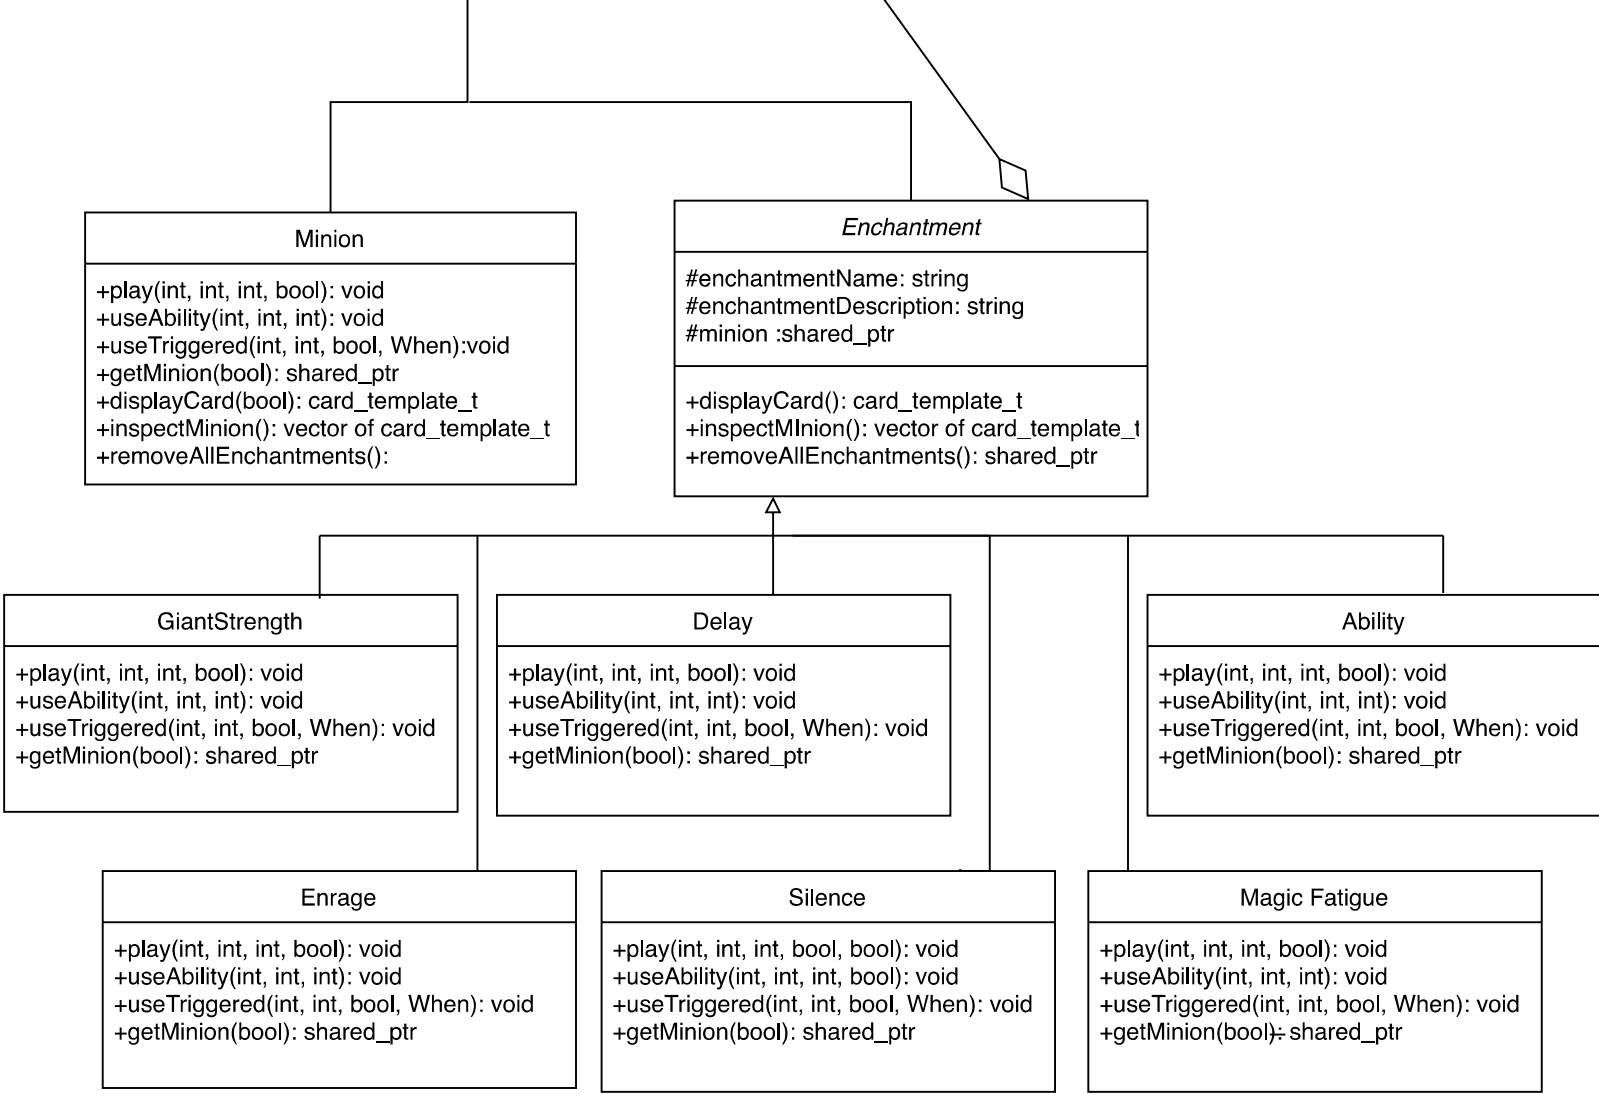 Minion
+play(int, int, int, bool): void
+useAbility(int, int, int): void
+useTriggered(int, int, bool, When):void
+getMinion(bool): shared_ptr
+displayCard(bool): card_template_t
+inspectMinion(): vector of card_template_t
+removeAllEnchantments():
Enchantment
#enchantmentName: string
#enchantmentDescription: string
#minion :shared_ptr
+displayCard(): card_template_t
+inspectMInion(): vector of card_template_t
+removeAllEnchantments(): shared_ptr
GiantStrength
+play(int, int, int, bool): void
+useAbility(int, int, int): void
+useTriggered(int, int, bool, When): void
+getMinion(bool): shared_ptr
Delay
+play(int, int, int, bool): void
+useAbility(int, int, int): void
+useTriggered(int, int, bool, When): void
+getMinion(bool): shared_ptr
Ability
+play(int, int, int, bool): void
+useAbility(int, int, int): void
+useTriggered(int, int, bool, When): void
+getMinion(bool): shared_ptr
Enrage
+play(int, int, int, bool): void
+useAbility(int, int, int): void
+useTriggered(int, int, bool, When): void
+getMinion(bool): shared_ptr
Silence
+play(int, int, int, bool, bool): void
+useAbility(int, int, int, bool): void
+useTriggered(int, int, bool, When): void
+getMinion(bool): shared_ptr
Magic Fatigue
+play(int, int, int, bool): void
+useAbility(int, int, int): void
+useTriggered(int, int, bool, When): void
+getMinion(bool): shared_ptr